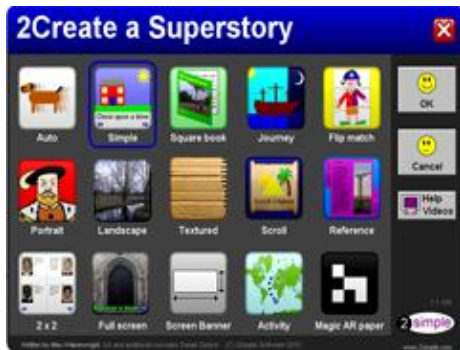 2Create a Superstory
Auto
Simple
Square book
Journey
Flip match
OK
Once upon a time
Portrait
Landscape
Textured
Scroll
Reference
Cancel
Help
Videos
2 x 2
Full screen
Screen Banner
Activity
Magic AR paper
2simple